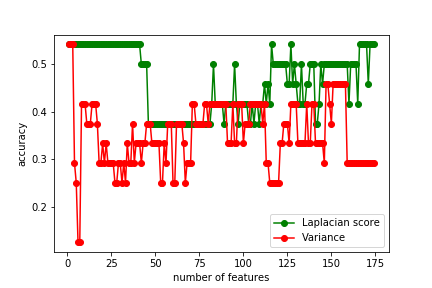 0.5
0.4
0.3
0.2
accuracy
0 25 50 75 100 125 150 175
number of features
Laplacian score
Variance